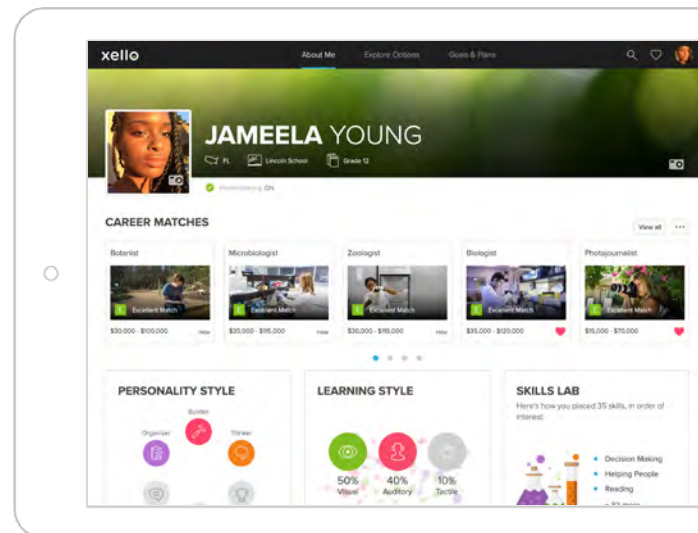 xello
About Me Explore Options Goals & Plans
JAMEELA YOUNG
FL Lincoln School Grade 12
ON
CAREER MATCHES
View all
Botanist Microbiologist Zoologist Biologist Photojournalist
E Excellent Match E Excellent Match E Excellent Match E Excellent Match E Excellent Match
$30,000 - $100,000 New $35,000 - $115,000 New $30,000 - $115,000 New $35,000 - $120,000 $15,000 - $70,000
PERSONALITY STYLE
Builder
Organizer Thinker
LEARNING STYLE
50% 40% 10%
Visual Auditory Tactile
SKILLS LAB
Here's how you placed 35 skills, in order of
interest:
Decision Making
Helping People
Reading